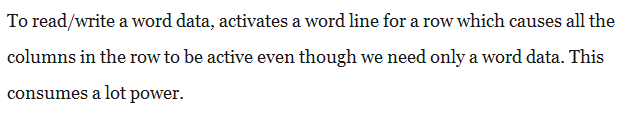 To read/write a word data, activates a word line for a row which causes all the
columns in the row to be active even though we need only a word data. This
consumes a lot power.